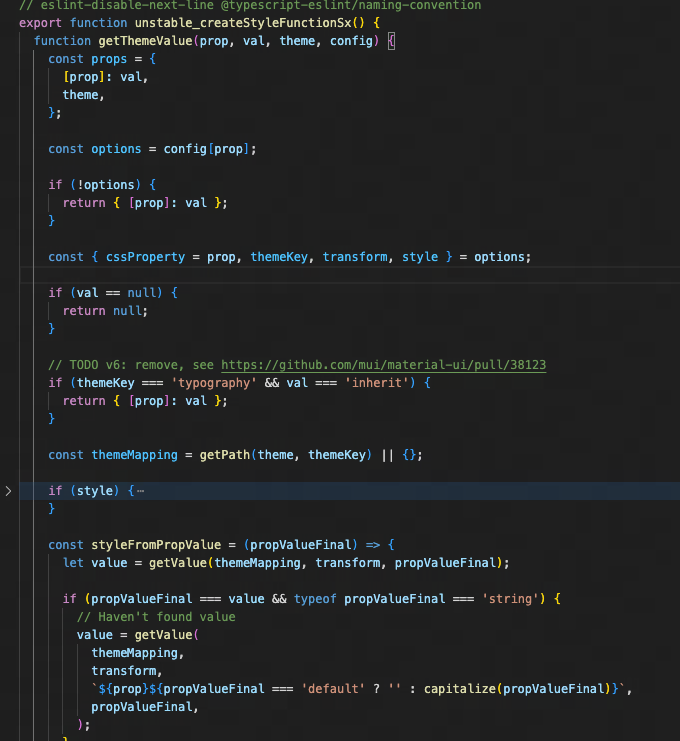 // eslint-disable-next-line @typescript-eslint/naming-convention
export function unstable_createStyleFunctionSx() {
function getThemeValue(prop, val, theme, config) {
const props = {
[prop]: val,
theme,
};
const options = config[prop];
if (!options) {
return { [prop]: val };
}
const { cssProperty = prop, themeKey, transform, style } = options;
if (val == null) {
return null;
}
// TODO v6: remove, see https://github.com/mui/material-ui/pull/38123
if (themeKey === 'typography' && val === 'inherit') {
return { [prop]: val };
}
const themeMapping = getPath(theme, themeKey) || {};
if (style) {⋯
}
const styleFromPropValue = (propValueFinal) => {
let value = getValue(themeMapping, transform, propValueFinal);
if (propValueFinal === value && typeof propValueFinal === 'string') {
// Haven't found value
value = getValue(
themeMapping,
transform,
`${prop}${propValueFinal === 'default' ? '' : capitalize(propValueFinal)}`,
propValueFinal,
);
}